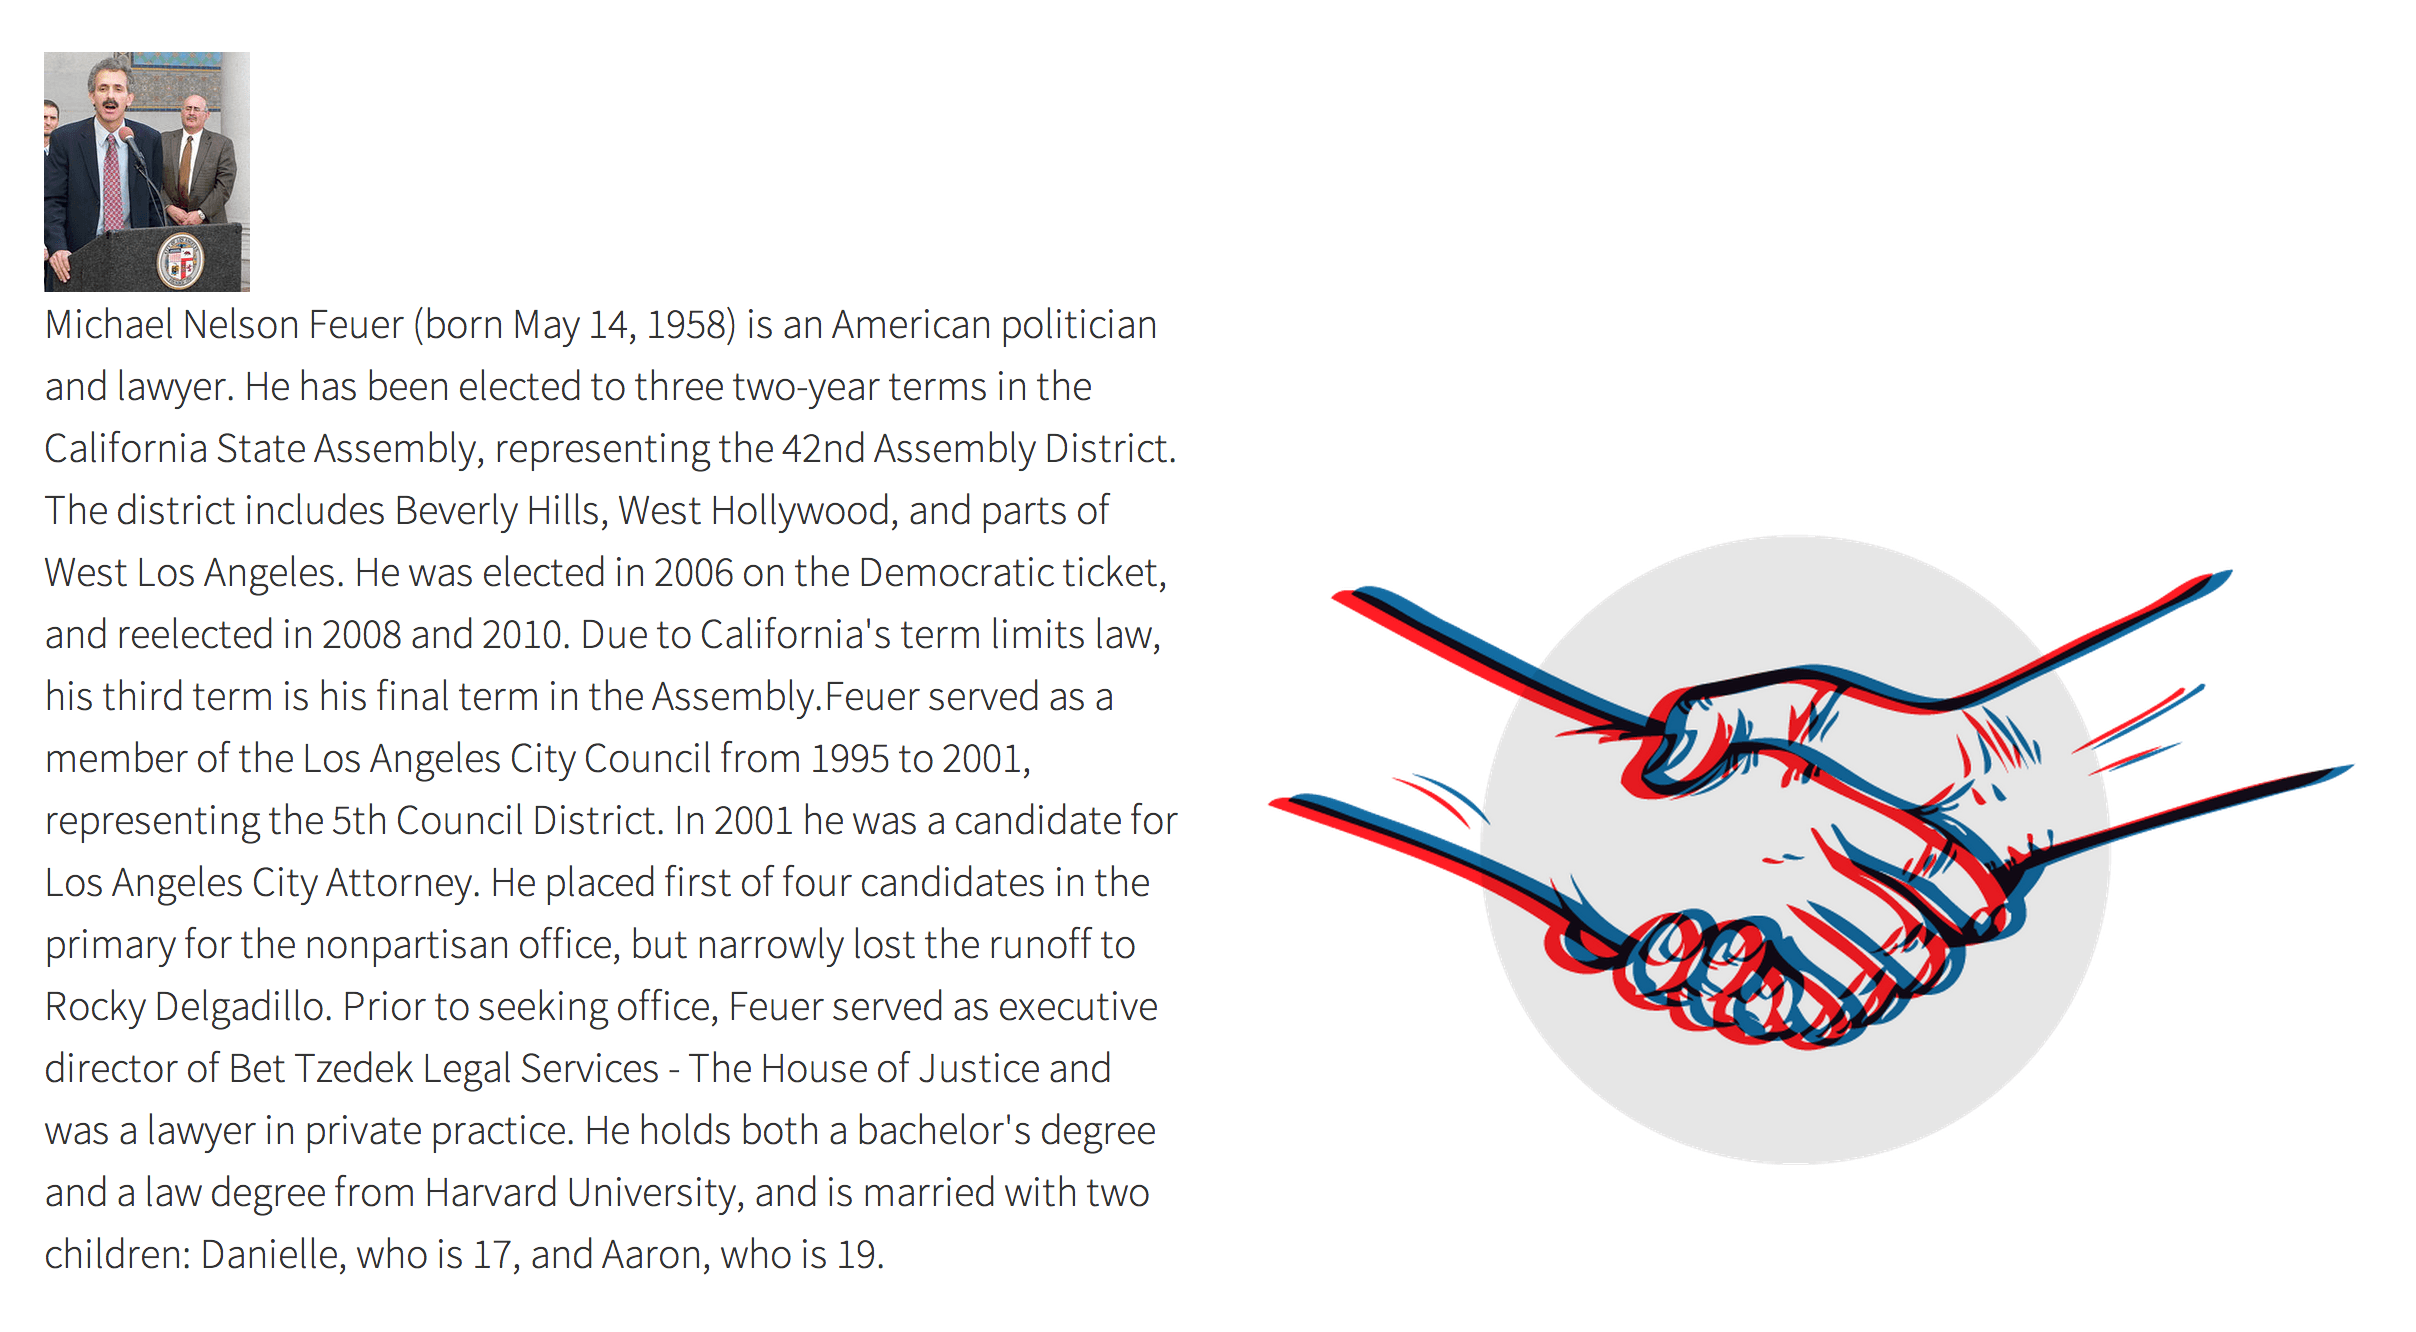 Michael Nelson Feuer (born May 14, 1958) is an American politician
and lawyer. He has been elected to three two-year terms in the
California State Assembly, representing the 42nd Assembly District.
The district includes Beverly Hills, West Hollywood, and parts of
West Los Angeles. He was elected in 2006 on the Democratic ticket,
and reelected in 2008 and 2010. Due to California's term limits law,
his third term is his final term in the Assembly.Feuer served as a
member of the Los Angeles City Council from 1995 to 2001,
representing the 5th Council District. In 2001 he was a candidate for
Los Angeles City Attorney. He placed first of four candidates in the
primary for the nonpartisan office, but narrowly lost the runoff to
Rocky Delgadillo. Prior to seeking office, Feuer served as executive
director of Bet Tzedek Legal Services - The House of Justice and
was a lawyer in private practice. He holds both a bachelor's degree
and a law degree from Harvard University, and is married with two
children: Danielle, who is 17, and Aaron, who is 19.